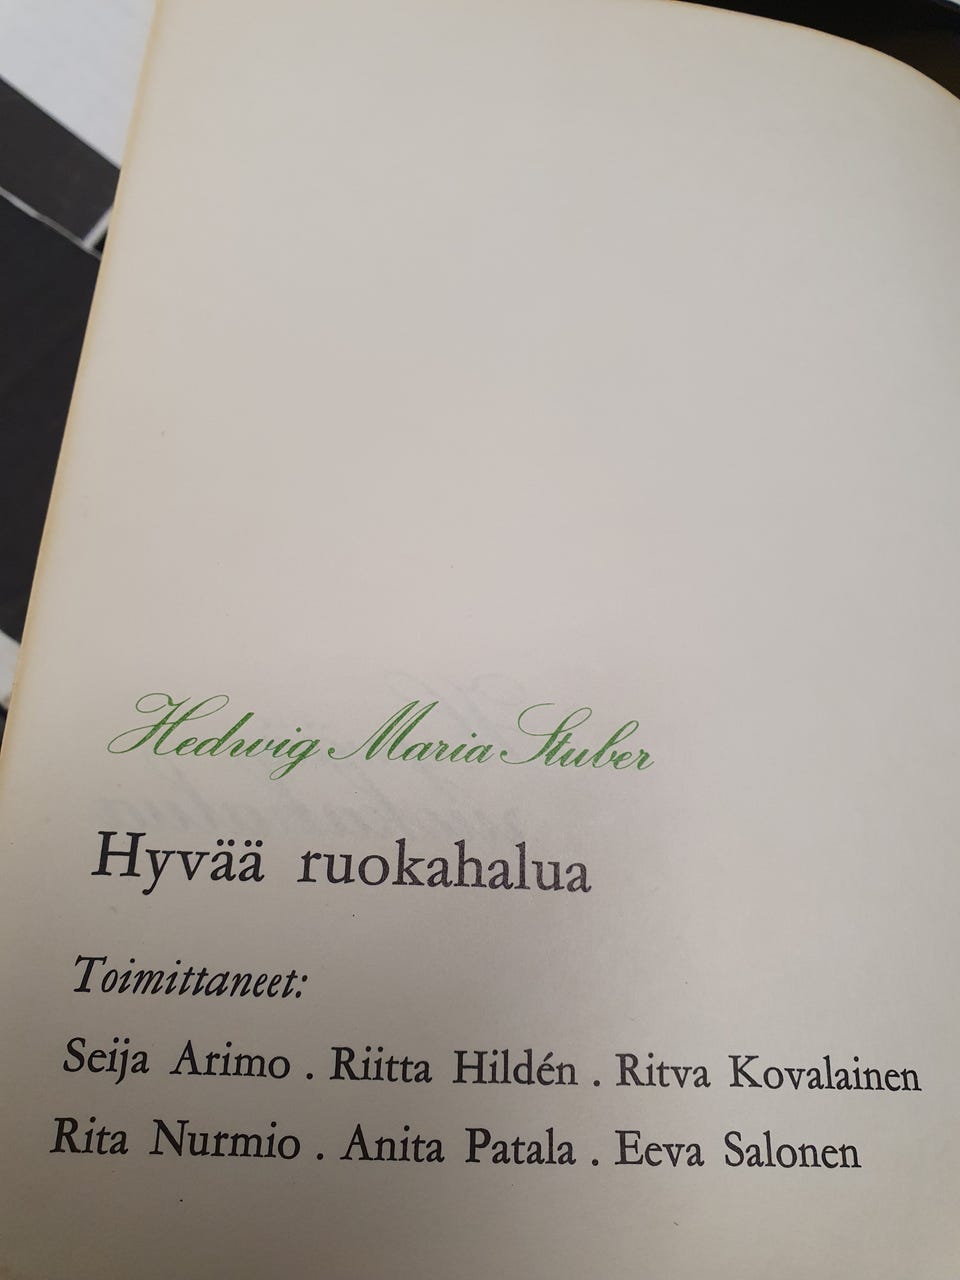 Hedwig Maria Stuber
Hyvää ruokahalua
Toimittaneet:
Seija Arimo . Riitta Hildén . Ritva Kovalainen
Rita Nurmio . Anita Patala . Eeva Salonen